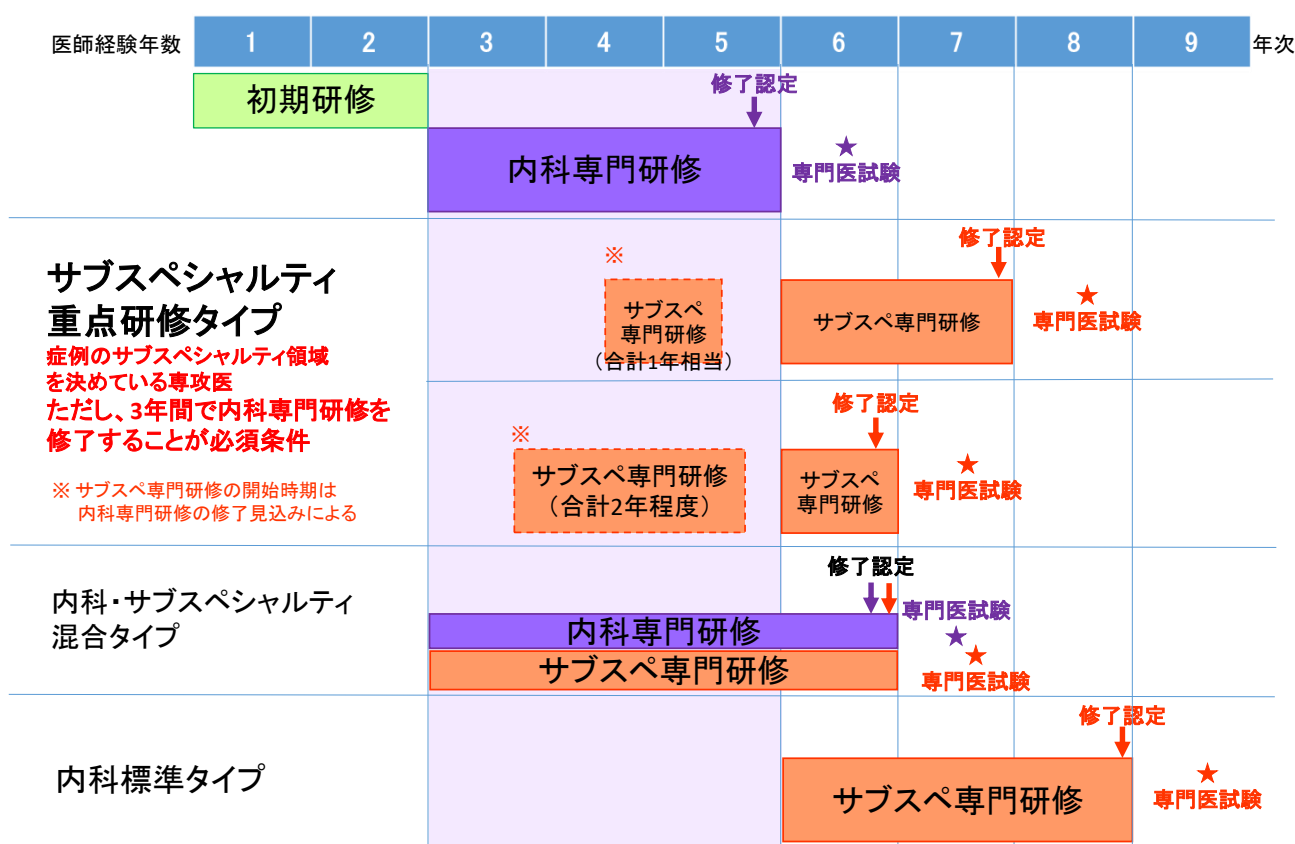 医師経験年数 1 2 3 4 5 6 7 8 9 年次
初期研修
修了認定
内科専門研修
★
専門医試験
サブスペシャルティ
重点研修タイプ
症例のサブスペシャルティ領域
を決めている専攻医
ただし、3年間で内科専門研修を
修了することが必須条件
※ サブスペ専門研修の開始時期は
内科専門研修の修了見込みによる
※
サブスペ
専門研修
（合計1年相当）
修了認定
サブスペ専門研修
★
専門医試験
※
サブスペ専門研修
（合計2年程度）
修了認定
サブスペ
専門研修
★
専門医試験
内科・サブスペシャルティ
混合タイプ
修了認定
内科専門研修
サブスペ専門研修
専門医試験
★
★
専門医試験
内科標準タイプ
修了認定
サブスペ専門研修
★
専門医試験